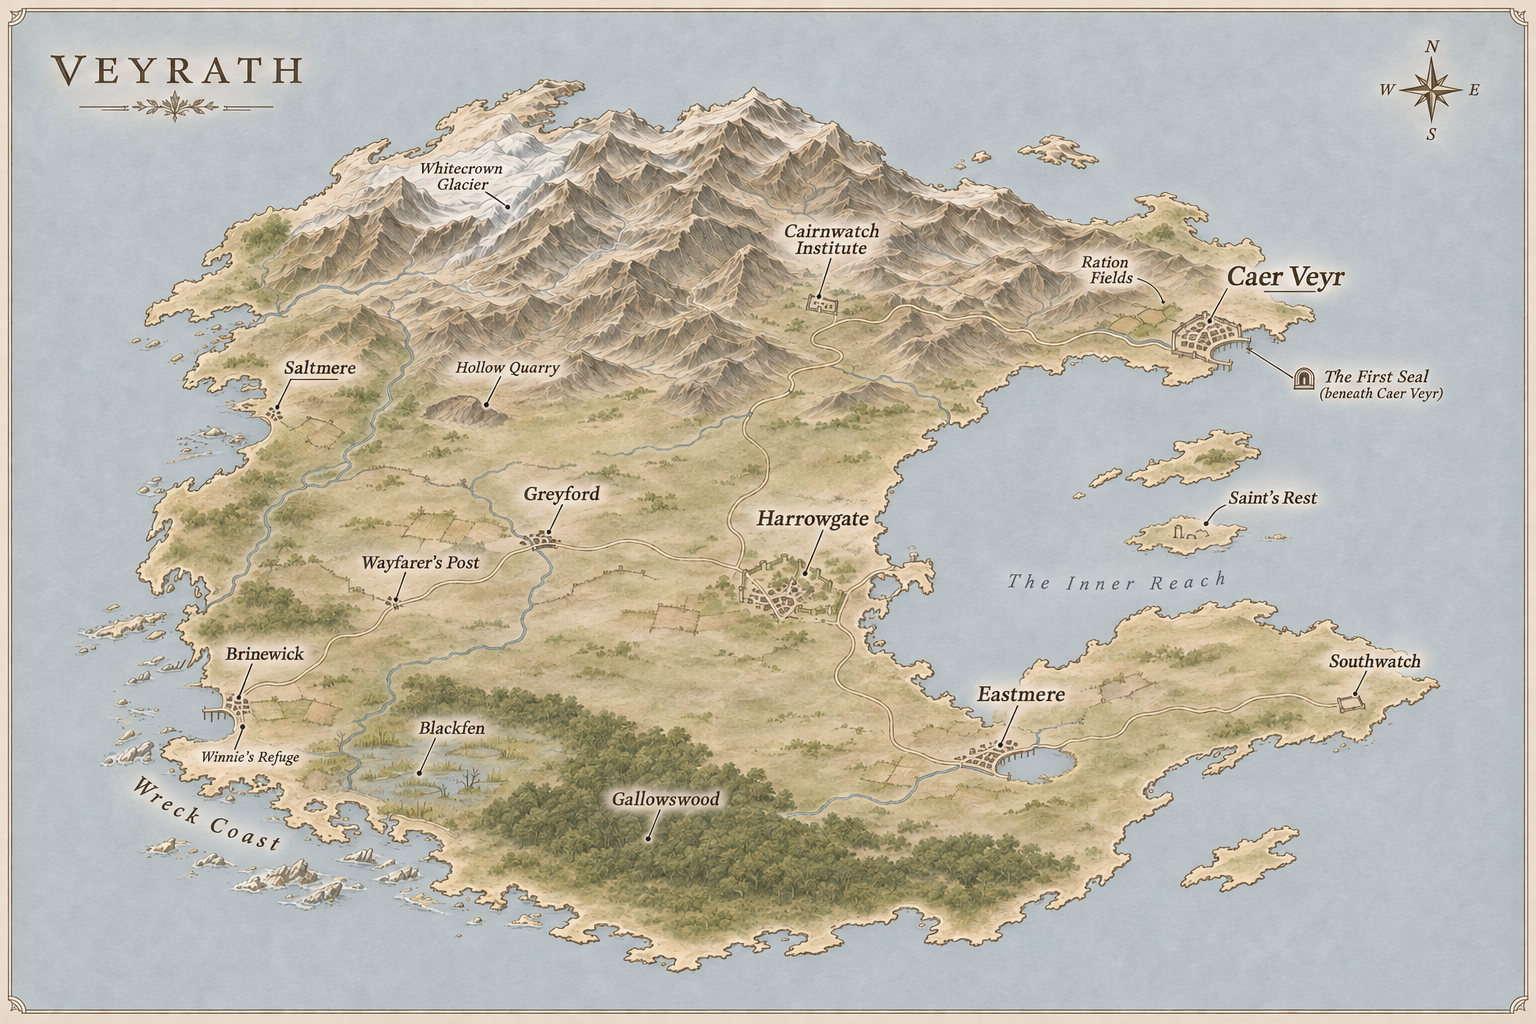 VEYRATH
N
W
E
S
Whitecrown
Glacier
Cairnwatch
Institute
Ration
Fields
Caer Veyr
Saltmere
Hollow Quarry
The First Seal
(beneath Caer Veyr)
Greyford
Harrowgate
Saint's Rest
Wayfarer's Post
The Inner Reach
Brinewick
Southwatch
Eastmere
Blackfen
Winnie's Refuge
Gallowswood
Wreck Coast